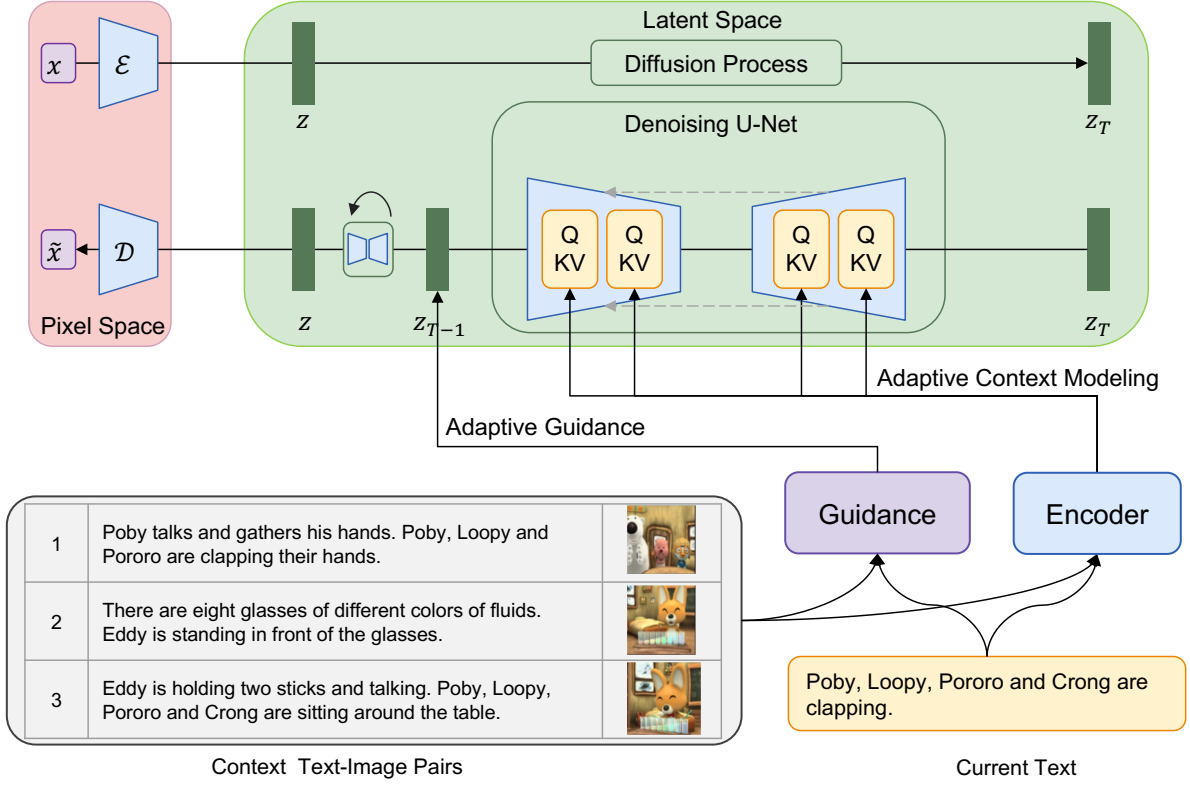 Latent Space
x
ℰ
Diffusion Process
z
z_T
Denoising U-Net
Q
KV
Q
KV
Q
KV
Q
KV
x̃
𝒟
Pixel Space
z
z_{T−1}
z_T
Adaptive Context Modeling
Adaptive Guidance
Guidance
Encoder
1
Poby talks and gathers his hands. Poby, Loopy and
Pororo are clapping their hands.
2
There are eight glasses of different colors of fluids.
Eddy is standing in front of the glasses.
3
Eddy is holding two sticks and talking. Poby, Loopy,
Pororo and Crong are sitting around the table.
Poby, Loopy, Pororo and Crong are
clapping.
Context Text-Image Pairs
Current Text